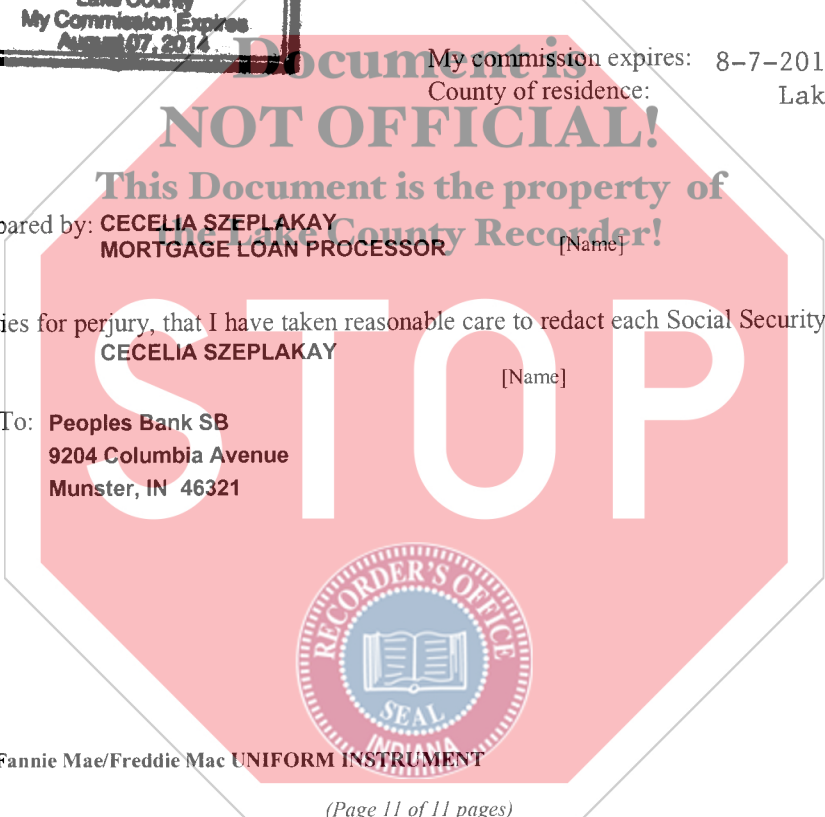 Lake County
My Commission Expires
August 07, 2014
Document is
My commission expires: 8-7-201
County of residence: Lak
NOT OFFICIAL!
This Document is the property of
pared by: CECELIA SZEPLAKAY
the Lake County Recorder!
MORTGAGE LOAN PROCESSOR [Name]
ies for perjury, that I have taken reasonable care to redact each Social Security
CECELIA SZEPLAKAY
[Name]
STOP
To: Peoples Bank SB
9204 Columbia Avenue
Munster, IN 46321
RECORDER'S OFFICE
SEAL
INDIANA
Fannie Mae/Freddie Mac UNIFORM INSTRUMENT
(Page 11 of 11 pages)